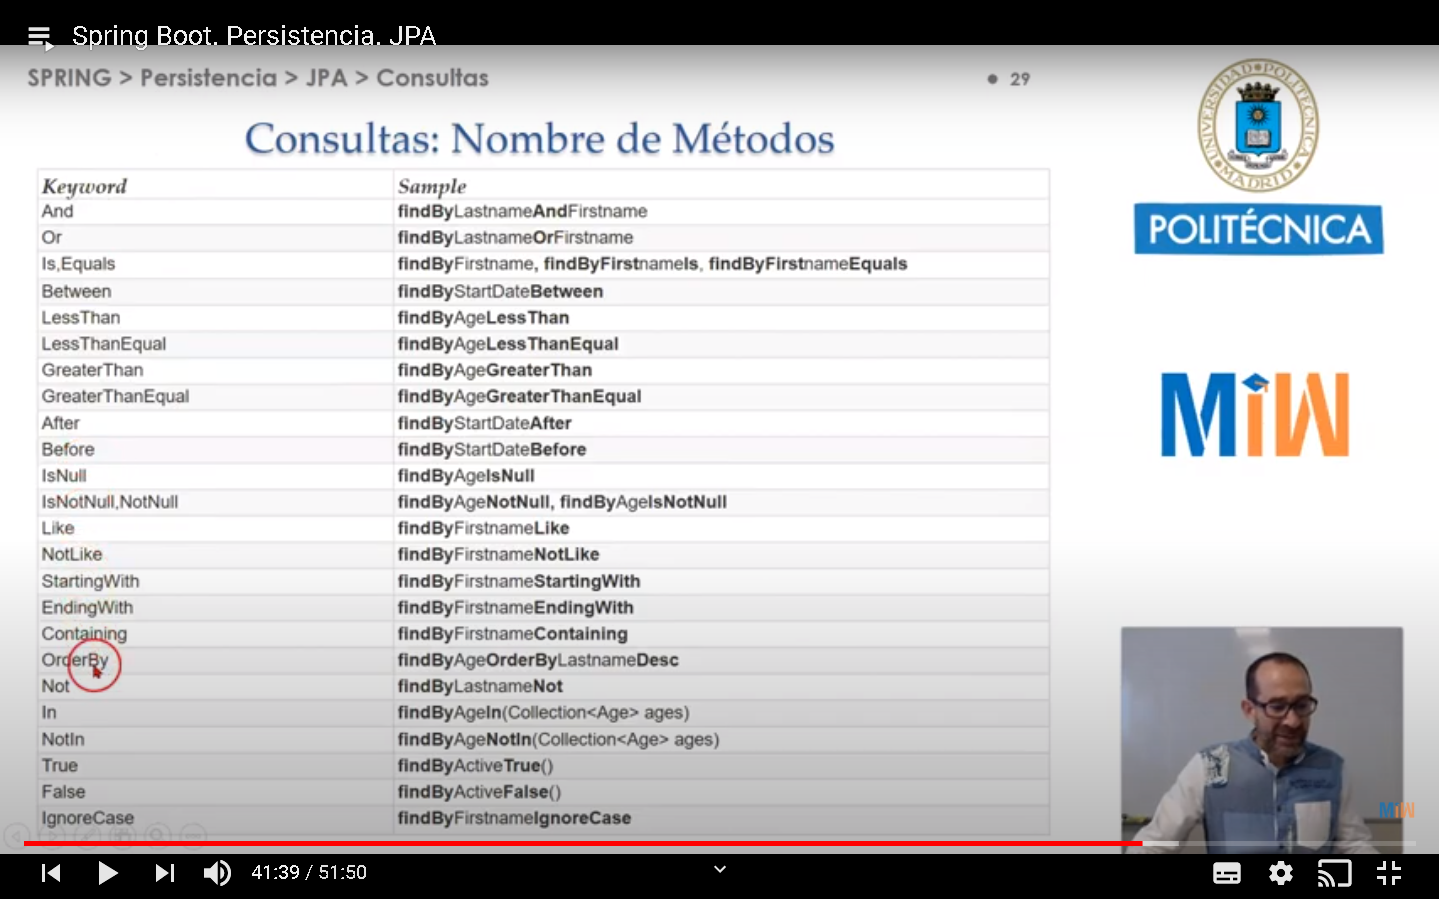 Spring Boot. Persistencia. JPA
SPRING > Persistencia > JPA > Consultas
29
Consultas: Nombre de Métodos
Keyword Sample
And findByLastnameAndFirstname
Or findByLastnameOrFirstname
Is,Equals findByFirstname, findByFirstnameIs, findByFirstnameEquals
Between findByStartDateBetween
LessThan findByAgeLessThan
LessThanEqual findByAgeLessThanEqual
GreaterThan findByAgeGreaterThan
GreaterThanEqual findByAgeGreaterThanEqual
After findByStartDateAfter
Before findByStartDateBefore
IsNull findByAgeIsNull
IsNotNull,NotNull findByAgeNotNull, findByAgeIsNotNull
Like findByFirstnameLike
NotLike findByFirstnameNotLike
StartingWith findByFirstnameStartingWith
EndingWith findByFirstnameEndingWith
Containing findByFirstnameContaining
OrderBy findByAgeOrderByLastnameDesc
Not findByLastnameNot
In findByAgeIn(Collection<Age> ages)
NotIn findByAgeNotIn(Collection<Age> ages)
True findByActiveTrue()
False findByActiveFalse()
IgnoreCase findByFirstnameIgnoreCase
UNIVERSIDAD POLITÉCNICA
MADRID
POLITÉCNICA
MiW
MiW
41:39 / 51:50